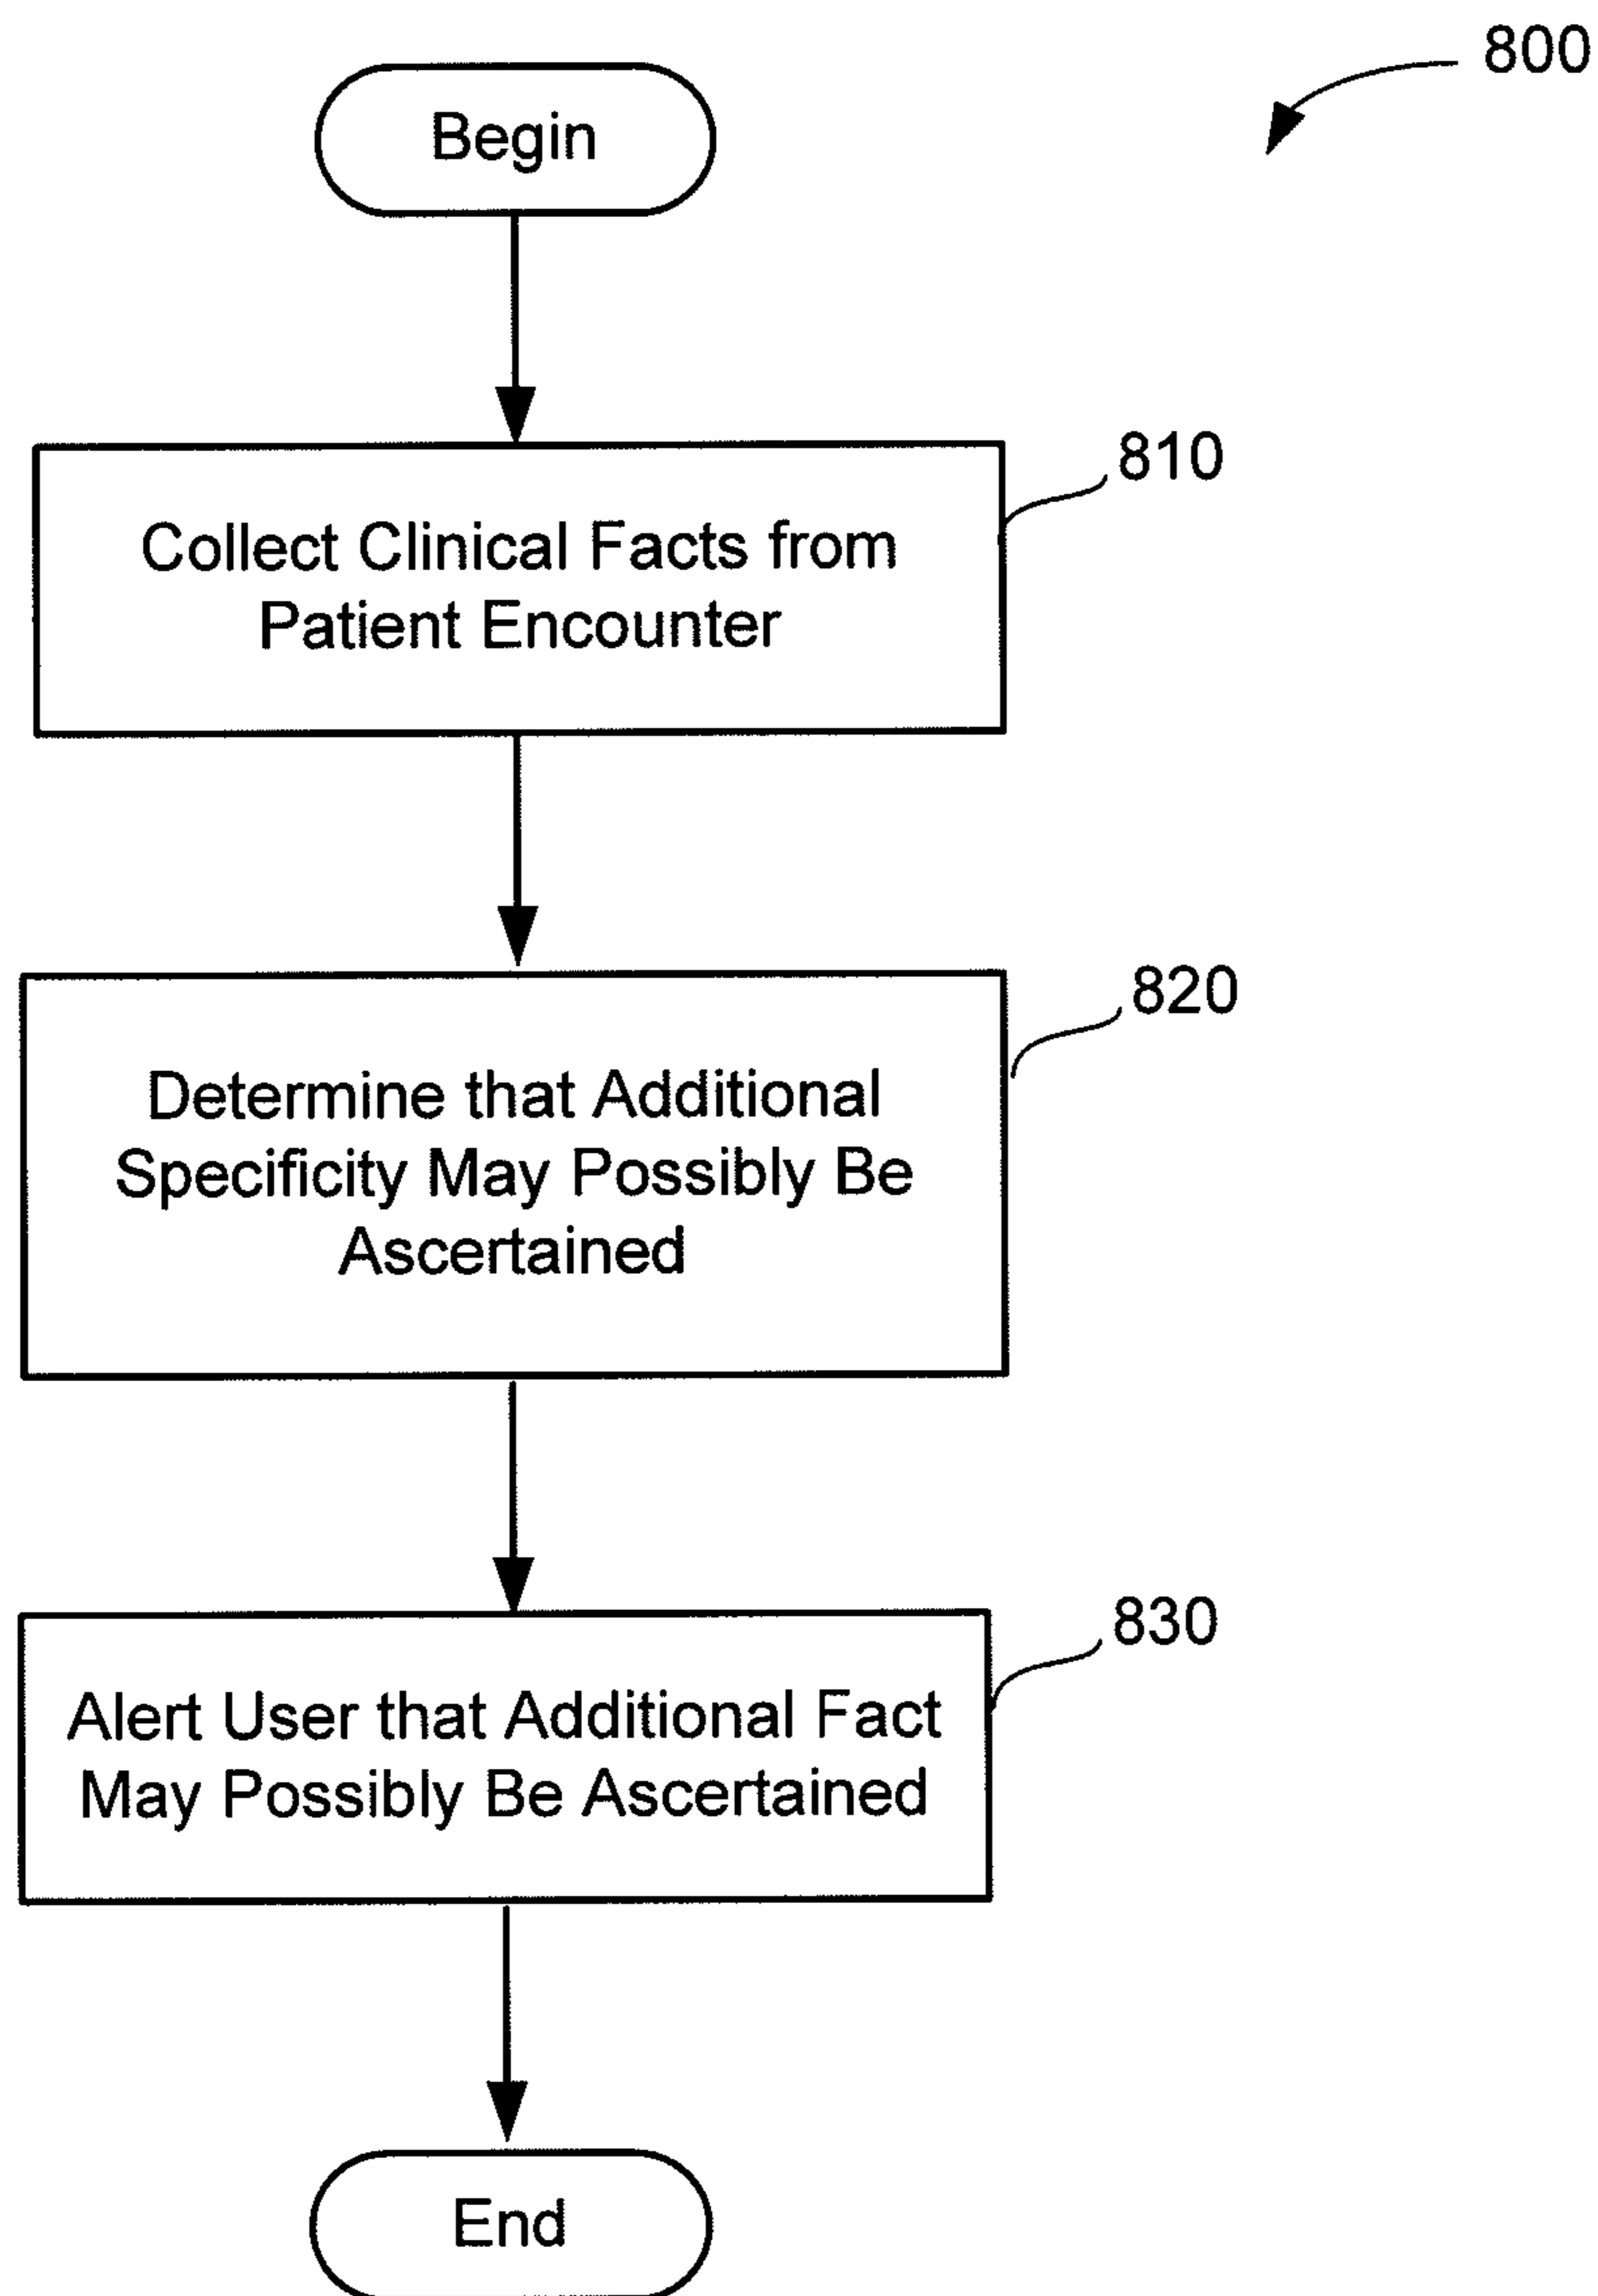 800
Begin
810
Collect Clinical Facts from
Patient Encounter
820
Determine that Additional
Specificity May Possibly Be
Ascertained
830
Alert User that Additional Fact
May Possibly Be Ascertained
End